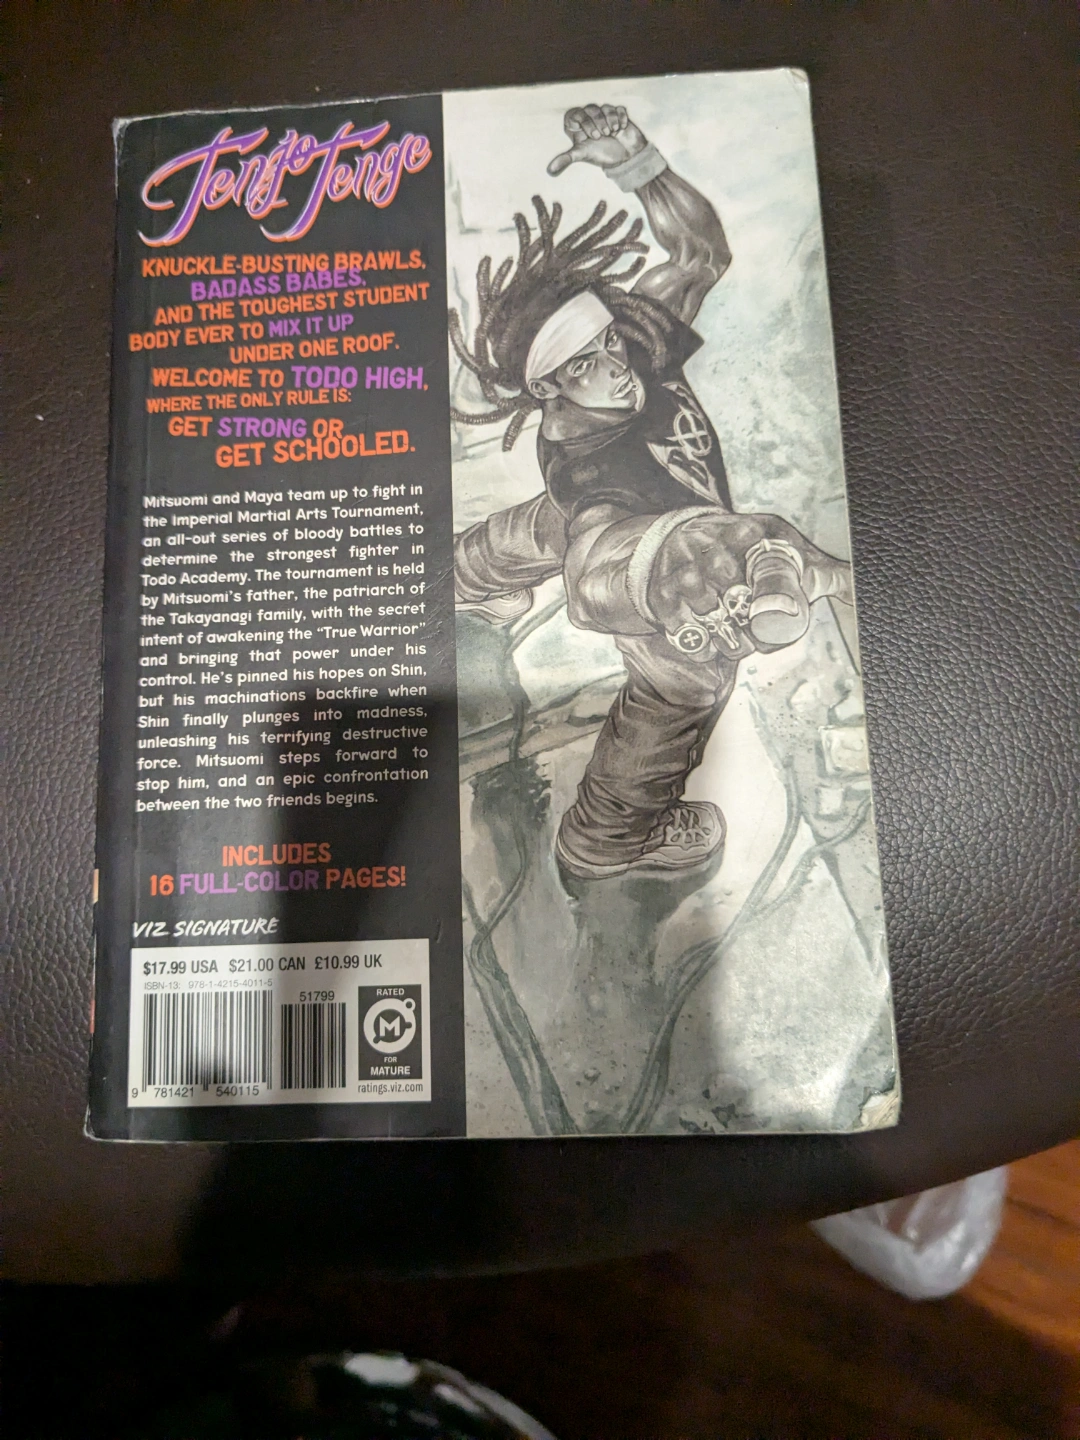 Tenjo Tenge
KNUCKLE-BUSTING BRAWLS,
BADASS BABES,
AND THE TOUGHEST STUDENT
BODY EVER TO MIX IT UP
UNDER ONE ROOF.
WELCOME TO TODO HIGH,
WHERE THE ONLY RULE IS:
GET STRONG OR
GET SCHOOLED.
Mitsuomi and Maya team up to fight in
the Imperial Martial Arts Tournament,
an all-out series of bloody battles to
determine the strongest fighter in
Todo Academy. The tournament is held
by Mitsuomi's father, the patriarch of
the Takayanagi family, with the secret
intent of awakening the "True Warrior"
and bringing that power under his
control. He's pinned his hopes on Shin,
but his machinations backfire when
Shin finally plunges into madness,
unleashing his terrifying destructive
force. Mitsuomi steps forward to
stop him, and an epic confrontation
between the two friends begins.
INCLUDES
16 FULL-COLOR PAGES!
VIZ SIGNATURE
$17.99 USA $21.00 CAN £10.99 UK
ISBN-13: 978-1-4215-4011-5
51799
9 781421 540115
RATED
M
FOR
MATURE
ratings.viz.com